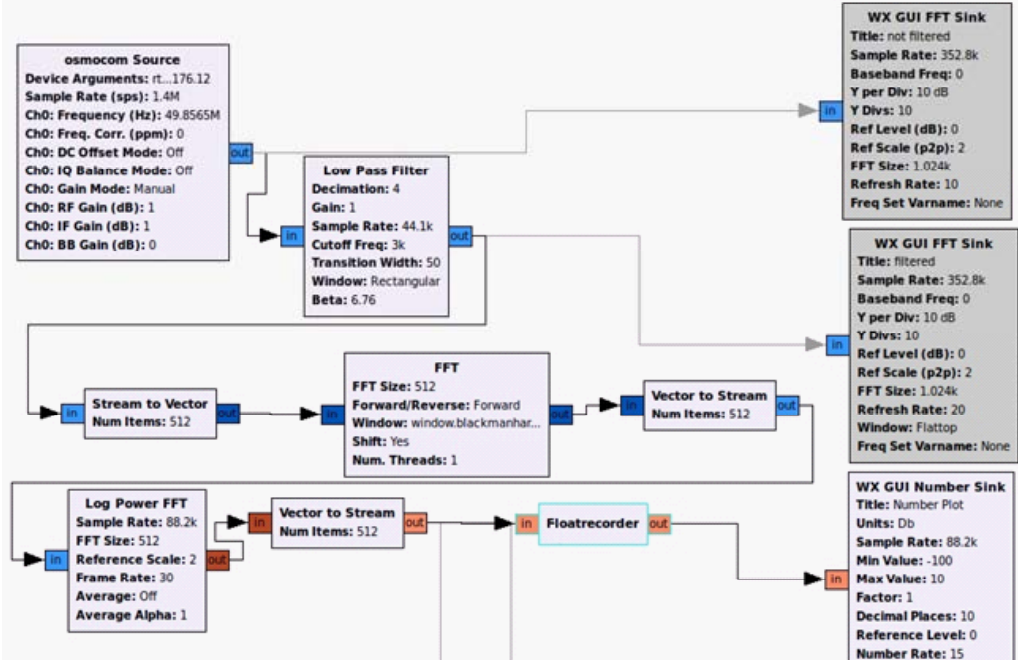 osmocom Source
Device Arguments: rt...176.12
Sample Rate (sps): 1.4M
Ch0: Frequency (Hz): 49.8565M
Ch0: Freq. Corr. (ppm): 0
Ch0: DC Offset Mode: Off
Ch0: IQ Balance Mode: Off
Ch0: Gain Mode: Manual
Ch0: RF Gain (dB): 1
Ch0: IF Gain (dB): 1
Ch0: BB Gain (dB): 0
out
in
Low Pass Filter
Decimation: 4
Gain: 1
Sample Rate: 44.1k
Cutoff Freq: 3k
Transition Width: 50
Window: Rectangular
Beta: 6.76
out
in
WX GUI FFT Sink
Title: not filtered
Sample Rate: 352.8k
Baseband Freq: 0
Y per Div: 10 dB
Y Divs: 10
Ref Level (dB): 0
Ref Scale (p2p): 2
FFT Size: 1.024k
Refresh Rate: 10
Freq Set Varname: None
in
WX GUI FFT Sink
Title: filtered
Sample Rate: 352.8k
Baseband Freq: 0
Y per Div: 10 dB
Y Divs: 10
Ref Level (dB): 0
Ref Scale (p2p): 2
FFT Size: 1.024k
Refresh Rate: 20
Window: Flattop
Freq Set Varname: None
in
Stream to Vector
Num Items: 512
out
in
FFT
FFT Size: 512
Forward/Reverse: Forward
Window: window.blackmanhar...
Shift: Yes
Num. Threads: 1
out
in
Vector to Stream
Num Items: 512
out
in
Log Power FFT
Sample Rate: 88.2k
FFT Size: 512
Reference Scale: 2
Frame Rate: 30
Average: Off
Average Alpha: 1
out
in
Vector to Stream
Num Items: 512
out
in
Floatrecorder
out
in
WX GUI Number Sink
Title: Number Plot
Units: Db
Sample Rate: 88.2k
Min Value: -100
Max Value: 10
Factor: 1
Decimal Places: 10
Reference Level: 0
Number Rate: 15